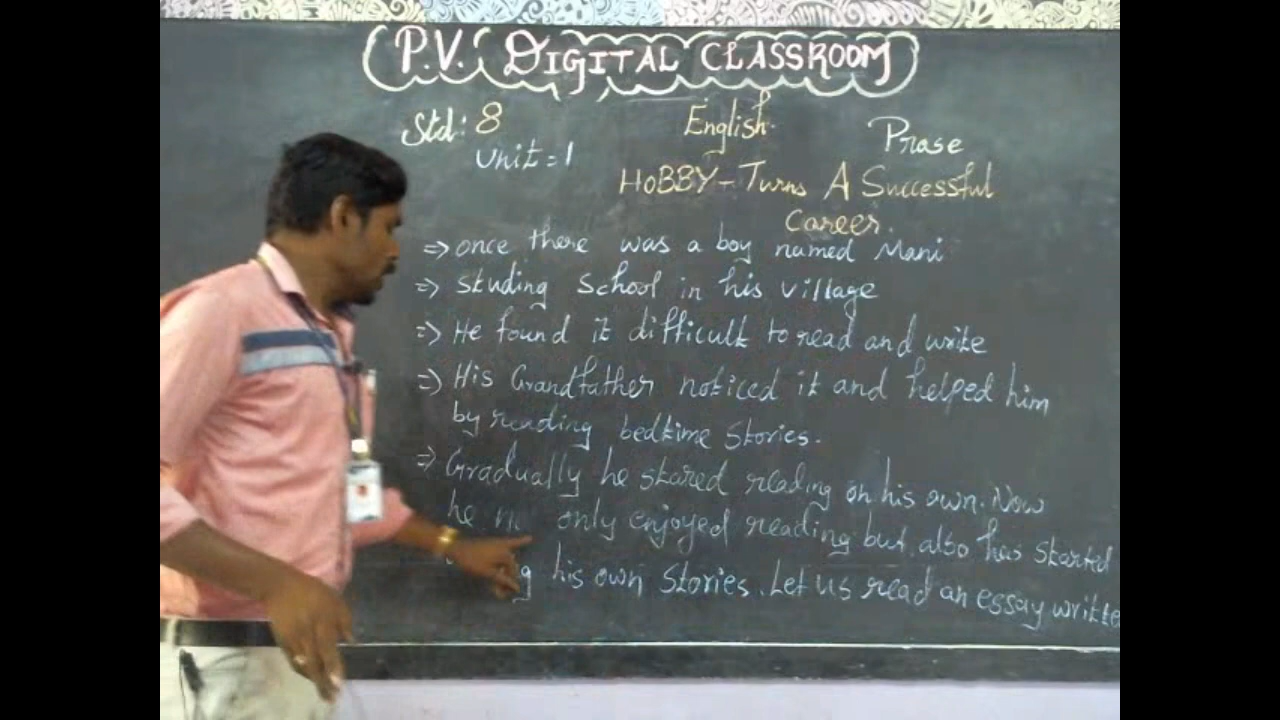 P.V. DIGITAL CLASSROOM
Std: 8 English. Prose
Unit = 1
HOBBY - Turns A Successful
Career.
=> once there was a boy named Mani
=> Studing School in his village
=> He found it difficult to read and write
=> His Grandfather noticed it and helped him
by reading bedtime Stories.
=> Gradually he stared reading on his own. Now
he only enjoyed reading but also has started
his own Stories. Let us read an essay writte